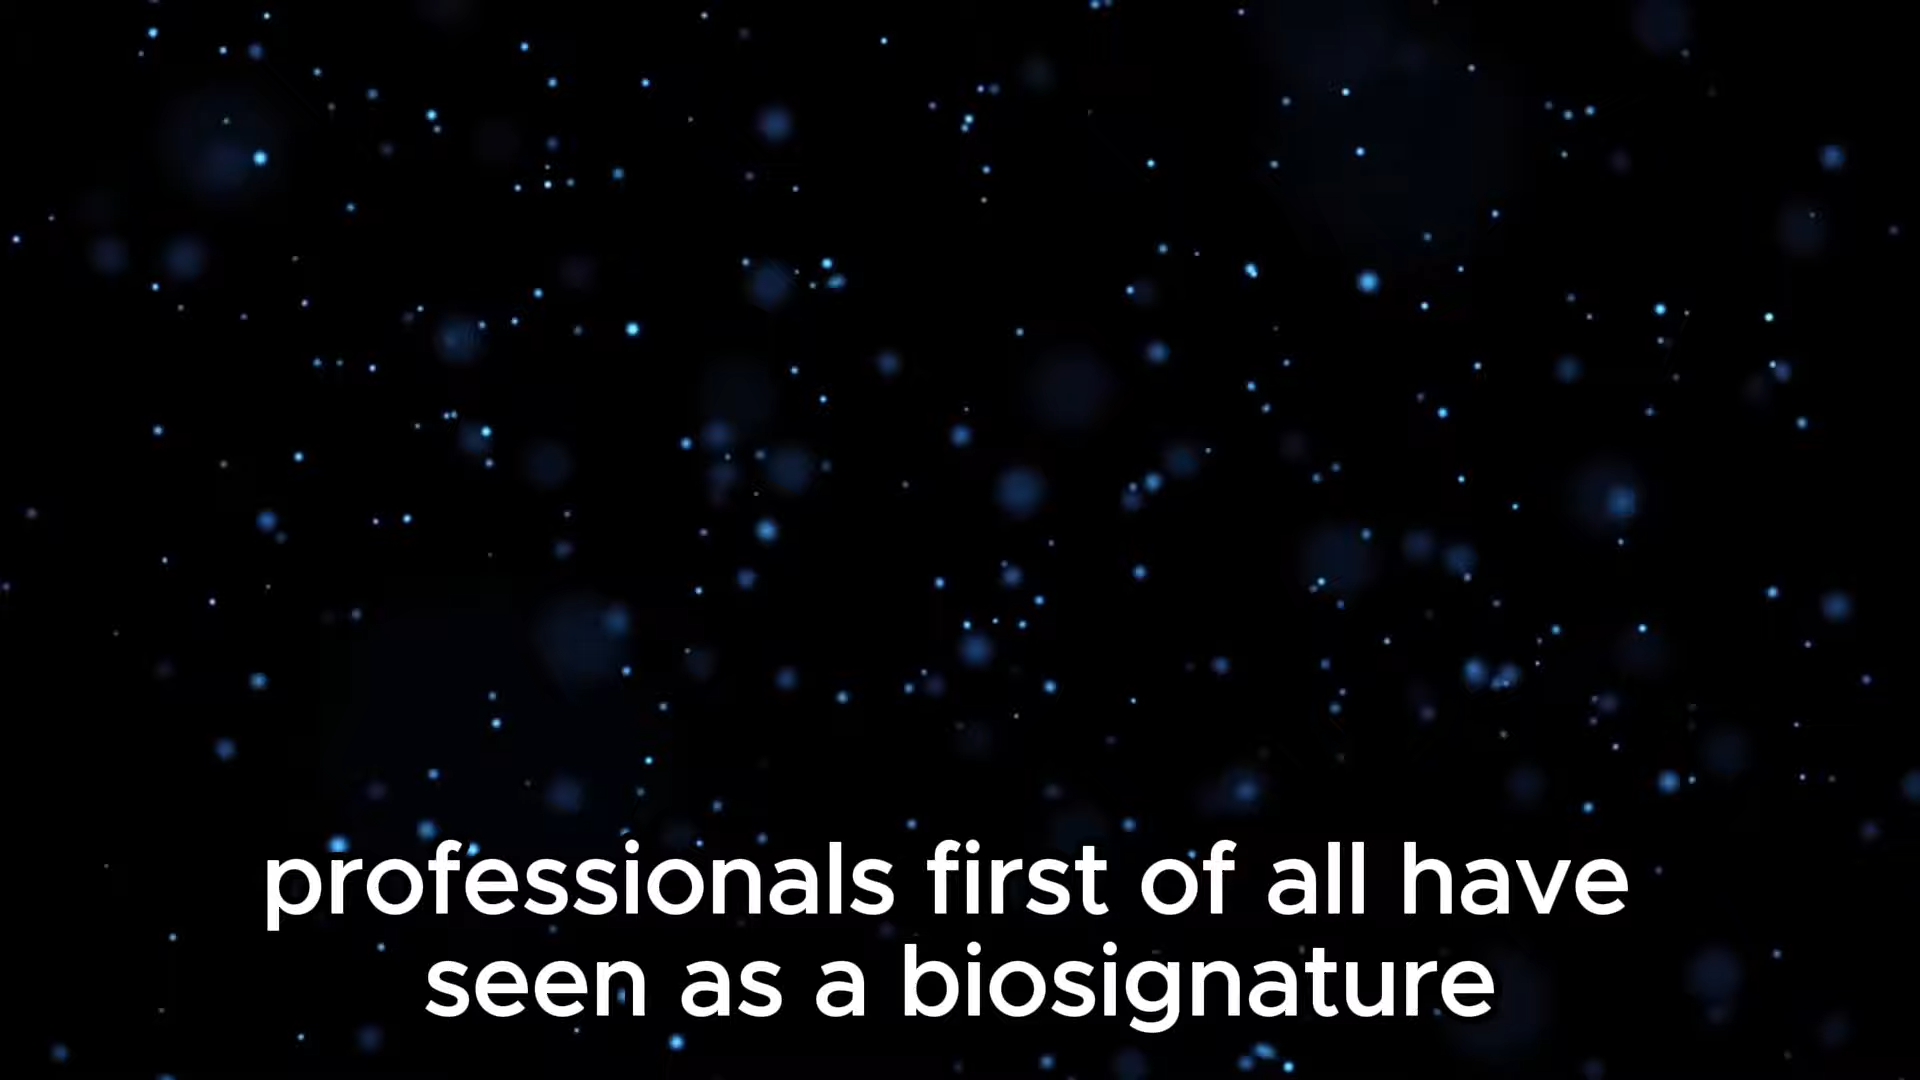 professionals first of all have
seen as a biosignature